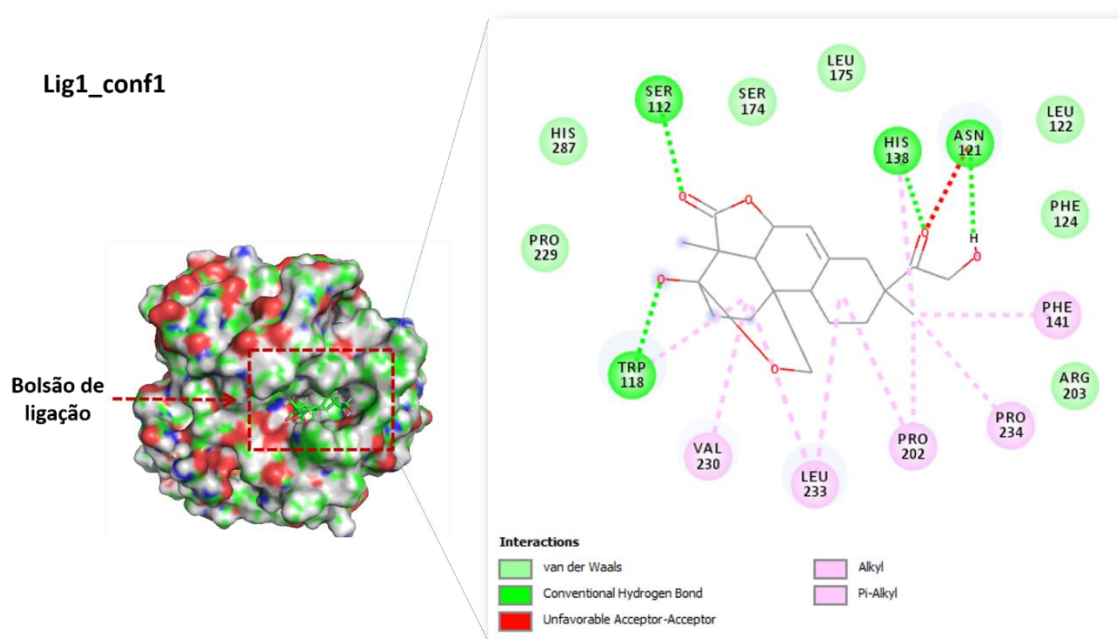 Lig1_conf1
Bolsão de
ligação
LEU
175
SER
112
SER
174
LEU
122
HIS
287
HIS
138
ASN
121
PHE
124
PRO
229
O
O
O
H
O
O
PHE
141
TRP
118
O
ARG
203
PRO
234
VAL
230
PRO
202
LEU
233
Interactions
van der Waals
Conventional Hydrogen Bond
Unfavorable Acceptor-Acceptor
Alkyl
Pi-Alkyl